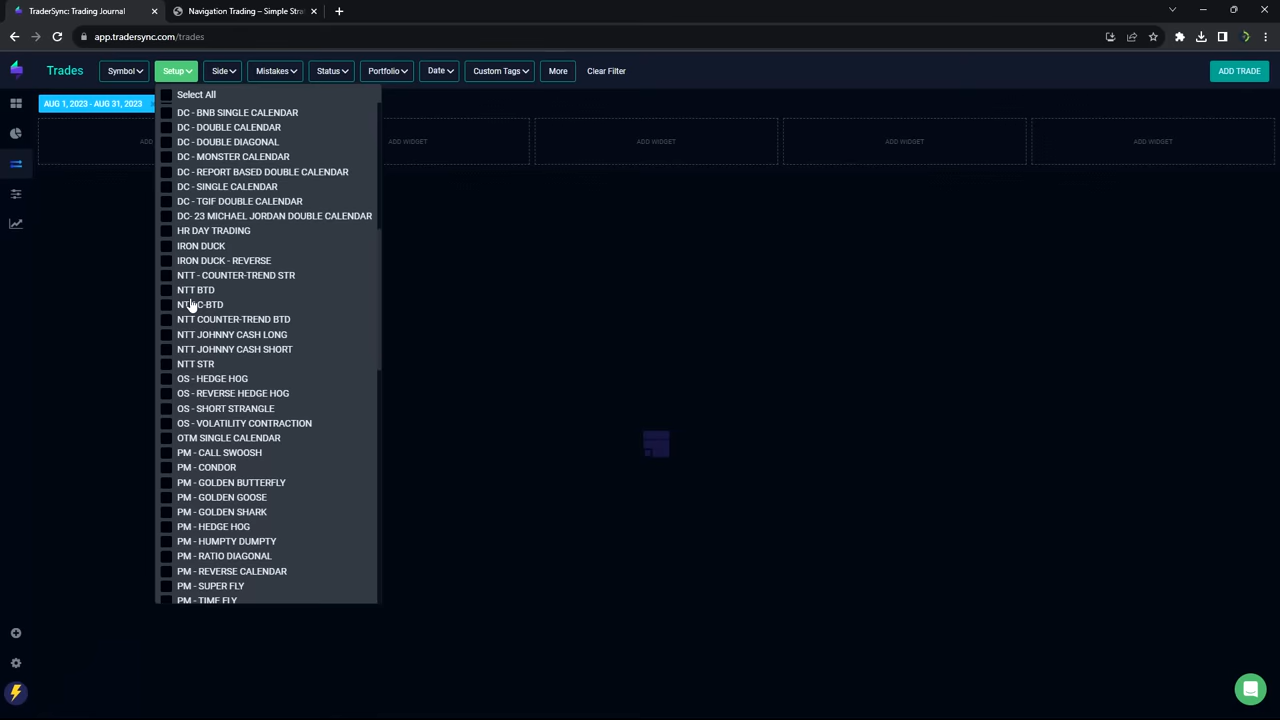 TraderSync: Trading Journal
Navigation Trading – Simple Stra
app.tradersync.com/trades
Trades
Symbol
Setup
Side
Mistakes
Status
Portfolio
Date
Custom Tags
More
Clear Filter
ADD TRADE
AUG 1, 2023 - AUG 31, 2023
ADD
ADD WIDGET
ADD WIDGET
ADD WIDGET
ADD WIDGET
Select All
DC - BNB SINGLE CALENDAR
DC - DOUBLE CALENDAR
DC - DOUBLE DIAGONAL
DC - MONSTER CALENDAR
DC - REPORT BASED DOUBLE CALENDAR
DC - SINGLE CALENDAR
DC - TGIF DOUBLE CALENDAR
DC- 23 MICHAEL JORDAN DOUBLE CALENDAR
HR DAY TRADING
IRON DUCK
IRON DUCK - REVERSE
NTT - COUNTER-TREND STR
NTT BTD
C-BTD
NTT COUNTER-TREND BTD
NTT JOHNNY CASH LONG
NTT JOHNNY CASH SHORT
NTT STR
OS - HEDGE HOG
OS - REVERSE HEDGE HOG
OS - SHORT STRANGLE
OS - VOLATILITY CONTRACTION
OTM SINGLE CALENDAR
PM - CALL SWOOSH
PM - CONDOR
PM - GOLDEN BUTTERFLY
PM - GOLDEN GOOSE
PM - GOLDEN SHARK
PM - HEDGE HOG
PM - HUMPTY DUMPTY
PM - RATIO DIAGONAL
PM - REVERSE CALENDAR
PM - SUPER FLY
PM - TIME FLY